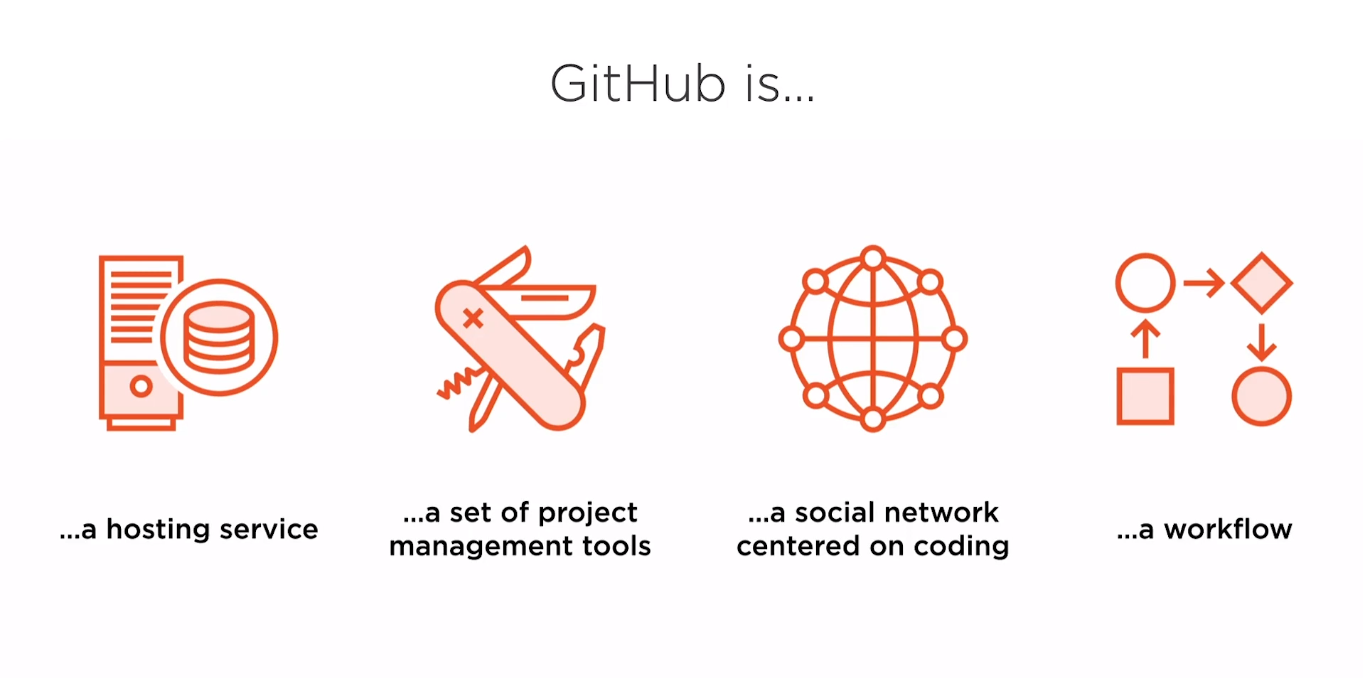 GitHub is...
...a hosting service
...a set of project
management tools
...a social network
centered on coding
...a workflow